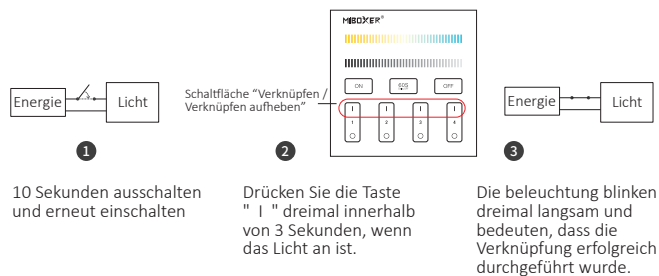 MIBOXER®
ON
60S
OFF
Schaltfläche "Verknüpfen /
Verknüpfen aufheben"
I I I I
1 2 3 4
Energie
Licht
Energie
Licht
1
2
3
10 Sekunden ausschalten
und erneut einschalten
Drücken Sie die Taste
" I " dreimal innerhalb
von 3 Sekunden, wenn
das Licht an ist.
Die beleuchtung blinken
dreimal langsam und
bedeuten, dass die
Verknüpfung erfolgreich
durchgeführt wurde.